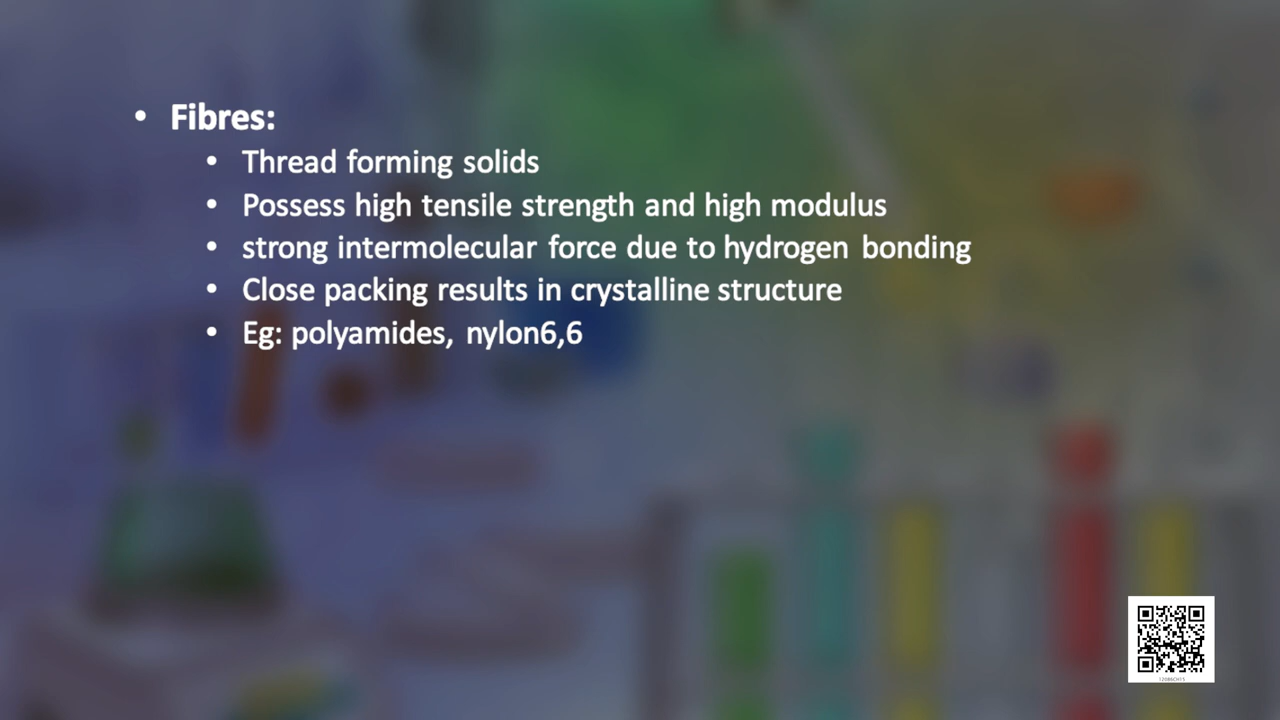 • Fibres:
• Thread forming solids
• Possess high tensile strength and high modulus
• strong intermolecular force due to hydrogen bonding
• Close packing results in crystalline structure
• Eg: polyamides, nylon6,6